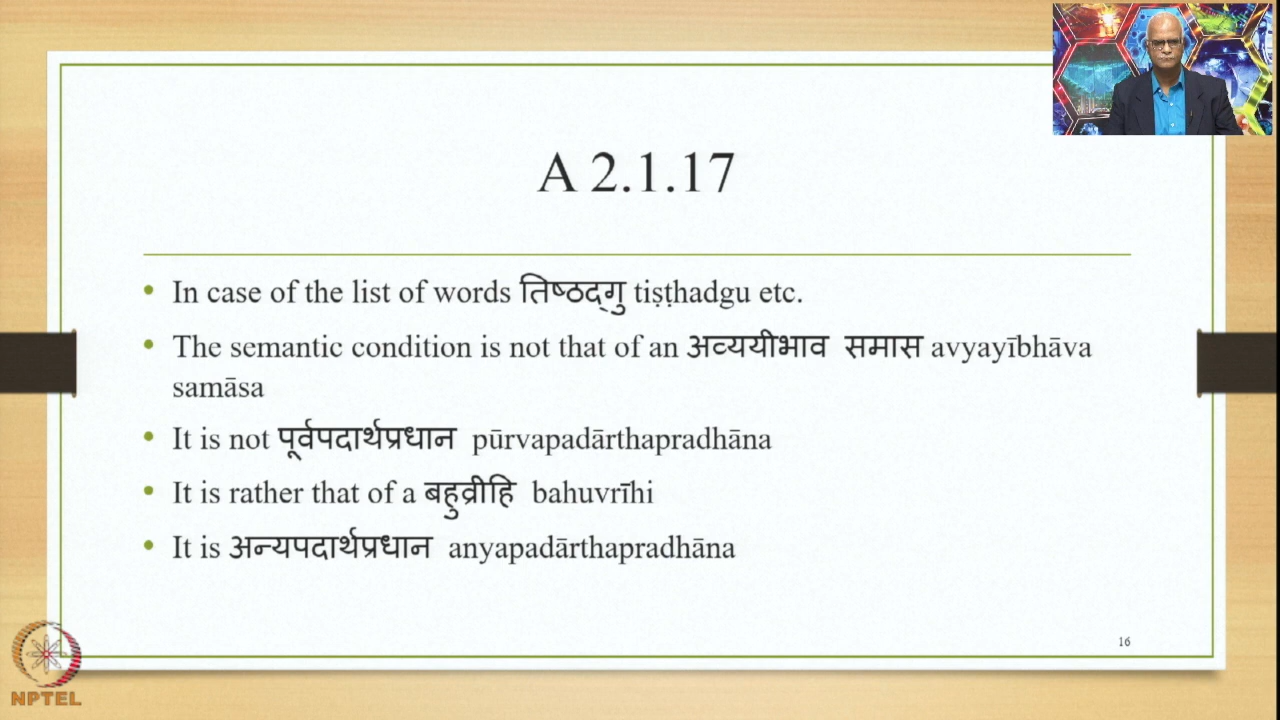 A 2.1.17
In case of the list of words तिष्ठद्गु tiṣṭhadgu etc.
The semantic condition is not that of an अव्ययीभाव समास avyayībhāva
samāsa
It is not पूर्वपदार्थप्रधान pūrvapadārthapradhāna
It is rather that of a बहुव्रीहि bahuvrīhi
It is अन्यपदार्थप्रधान anyapadārthapradhāna
16
NPTEL